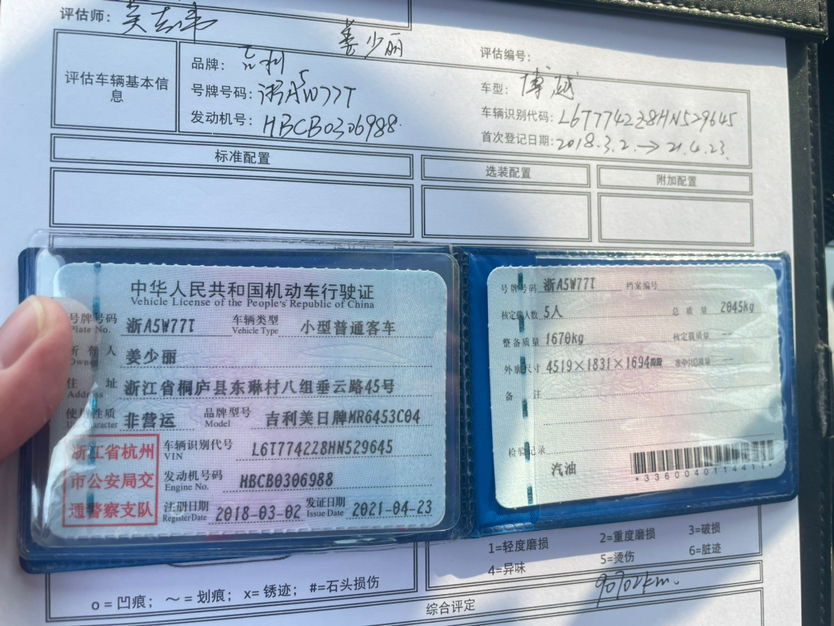 评估师：
姜少丽
评估编号：
评估车辆基本信息
品牌：吉利
车型：博越
号牌号码：浙A5W77T
车辆识别代码：L6T7742Z8HN529645
发动机号：HBCB0306988
首次登记日期：2018.3.2.→21.4.23.
标准配置
选装配置
附加配置
中华人民共和国机动车行驶证
Vehicle License of the People's Republic of China
号牌号码 Plate No. 浙A5W77T 车辆类型 Vehicle Type 小型普通客车
所有人 Owner 姜少丽
住址 Address 浙江省桐庐县东琳村八组垂云路45号
使用性质 Use Character 非营运 品牌型号 Model 吉利美日牌MR6453C04
浙江省杭州市公安局交通警察支队
车辆识别代号 VIN L6T7742Z8HN529645
发动机号码 Engine No. HBCB0306988
注册日期 Register Date 2018-03-02 发证日期 Issue Date 2021-04-23
号牌号码 浙A5W77T 档案编号
核定载人数 5人 总质量 2045kg
整备质量 1670kg 核定载质量 --
外廓尺寸 4519×1831×1694mm 准牵引总质量 --
备注
检验记录
汽油
1=轻度磨损
2=重度磨损
3=破损
4=异味
5=烫伤
6=脏迹
o=凹痕； ～=划痕； x=锈迹； #=石头损伤
综合评定